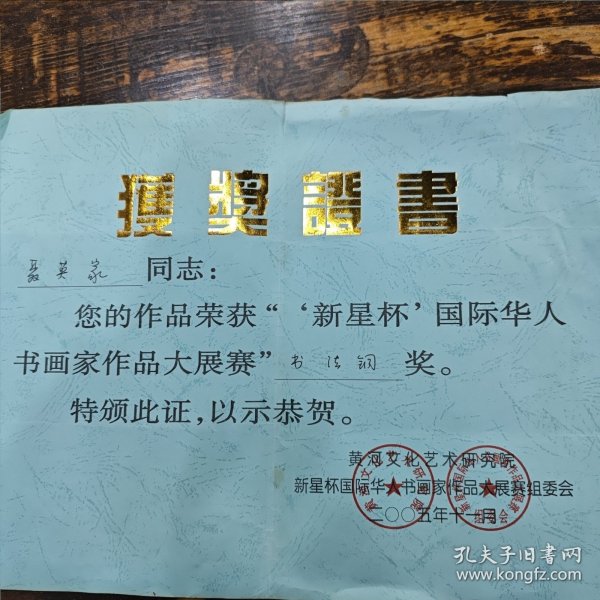 獲獎證書
聂英家同志：
您的作品荣获“‘新星杯’国际华人
书画家作品大展赛”书法铜奖。
特颁此证，以示恭贺。
黄河文化艺术研究院
新星杯国际华人书画家作品大展赛组委会
二〇〇五年十一月
孔夫子旧书网
www.kongfz.com